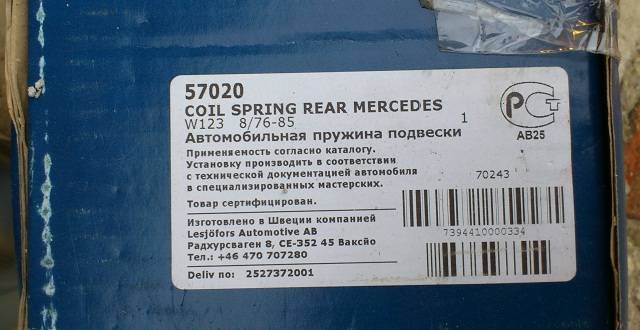 57020
COIL SPRING REAR MERCEDES
W123 8/76-85 1
Автомобильная пружина подвески
Применяемость согласно каталогу.
Установку производить в соответствии
с технической документацией автомобиля
в специализированных мастерских.
Товар сертифицирован.
Изготовлено в Швеции компанией
Lesjöfors Automotive AB
Радхурсваген 8, СЕ-352 45 Ваксйо
Тел.: +46 470 707280
Deliv no: 2527372001
РСТ
АВ25
70243
7394410000334